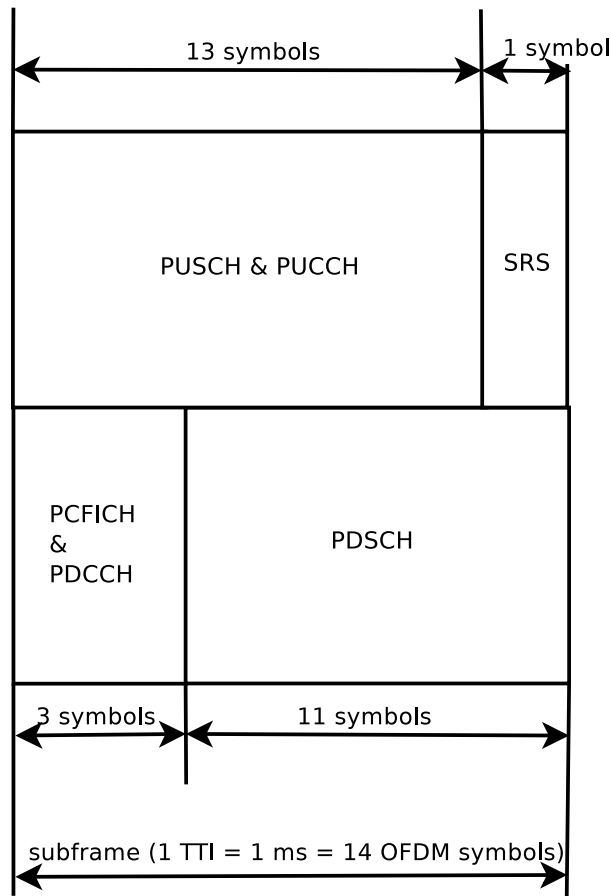 13 symbols
1 symbol
PUSCH & PUCCH
SRS
PCFICH
&
PDCCH
PDSCH
3 symbols
11 symbols
subframe (1 TTI = 1 ms = 14 OFDM symbols)